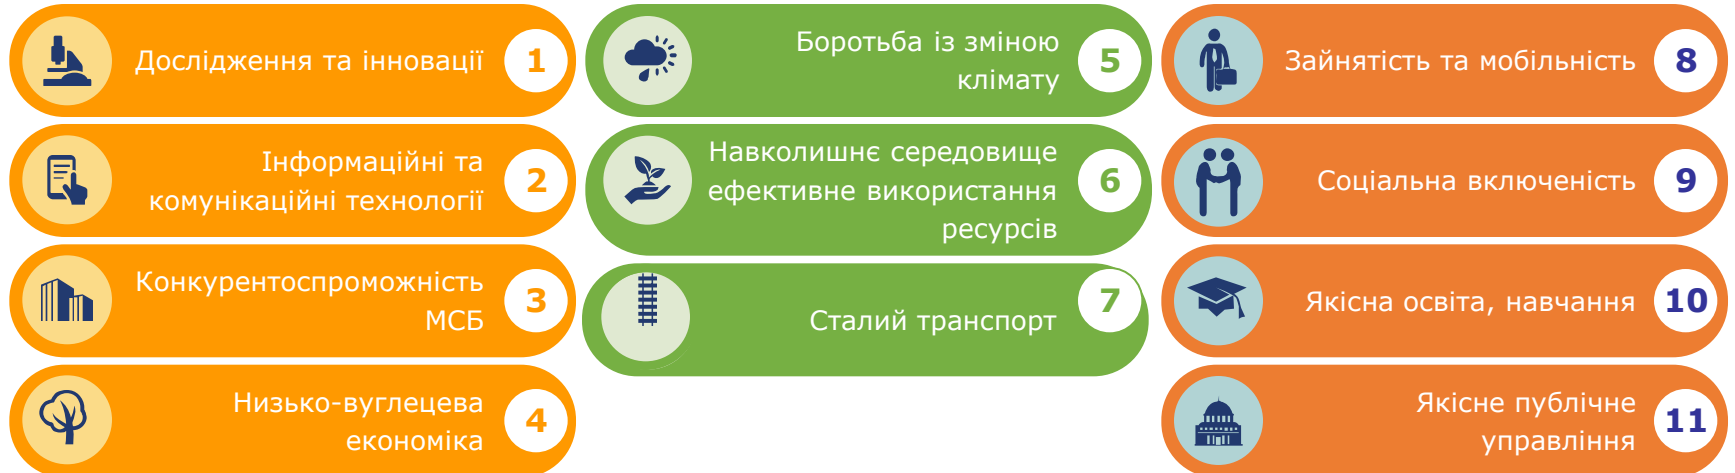 Дослідження та інновації
1
Інформаційні та
комунікаційні технології
2
Конкурентоспроможність
МСБ
3
Низько-вуглецева
економіка
4
Боротьба із зміною
клімату
5
Навколишнє середовище
ефективне використання
ресурсів
6
Сталий транспорт
7
Зайнятість та мобільність
8
Соціальна включеність
9
Якісна освіта, навчання
10
Якісне публічне
управління
11